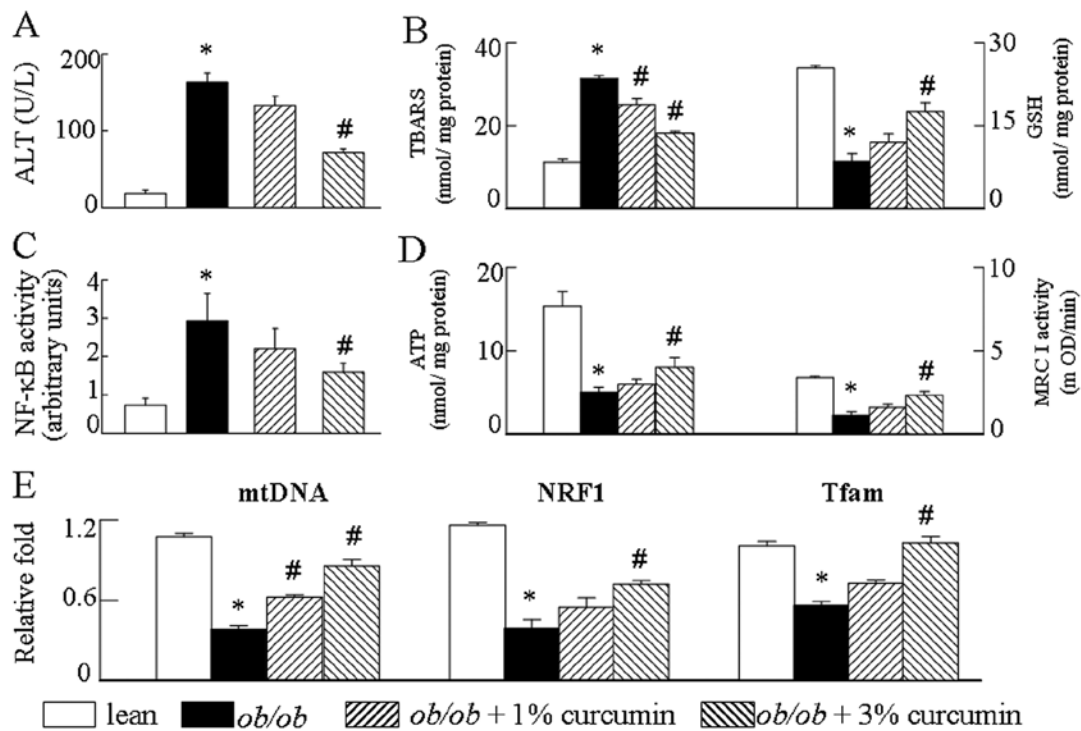 A
ALT (U/L)
200
100
0
*
#
B
TBARS
(nmol/ mg protein)
40
20
0
*
#
#
*
#
30
15
0
GSH
(nmol/ mg protein)
C
NF-κB activity
(arbitrary units)
4
3
2
1
0
*
#
D
ATP
(nmol/ mg protein)
20
10
0
*
#
*
#
10
5
0
MRC I activity
(m OD/min)
E
Relative fold
1.2
0.6
0
mtDNA
NRF1
Tfam
*
#
#
*
#
*
#
lean
ob/ob
ob/ob + 1% curcumin
ob/ob + 3% curcumin